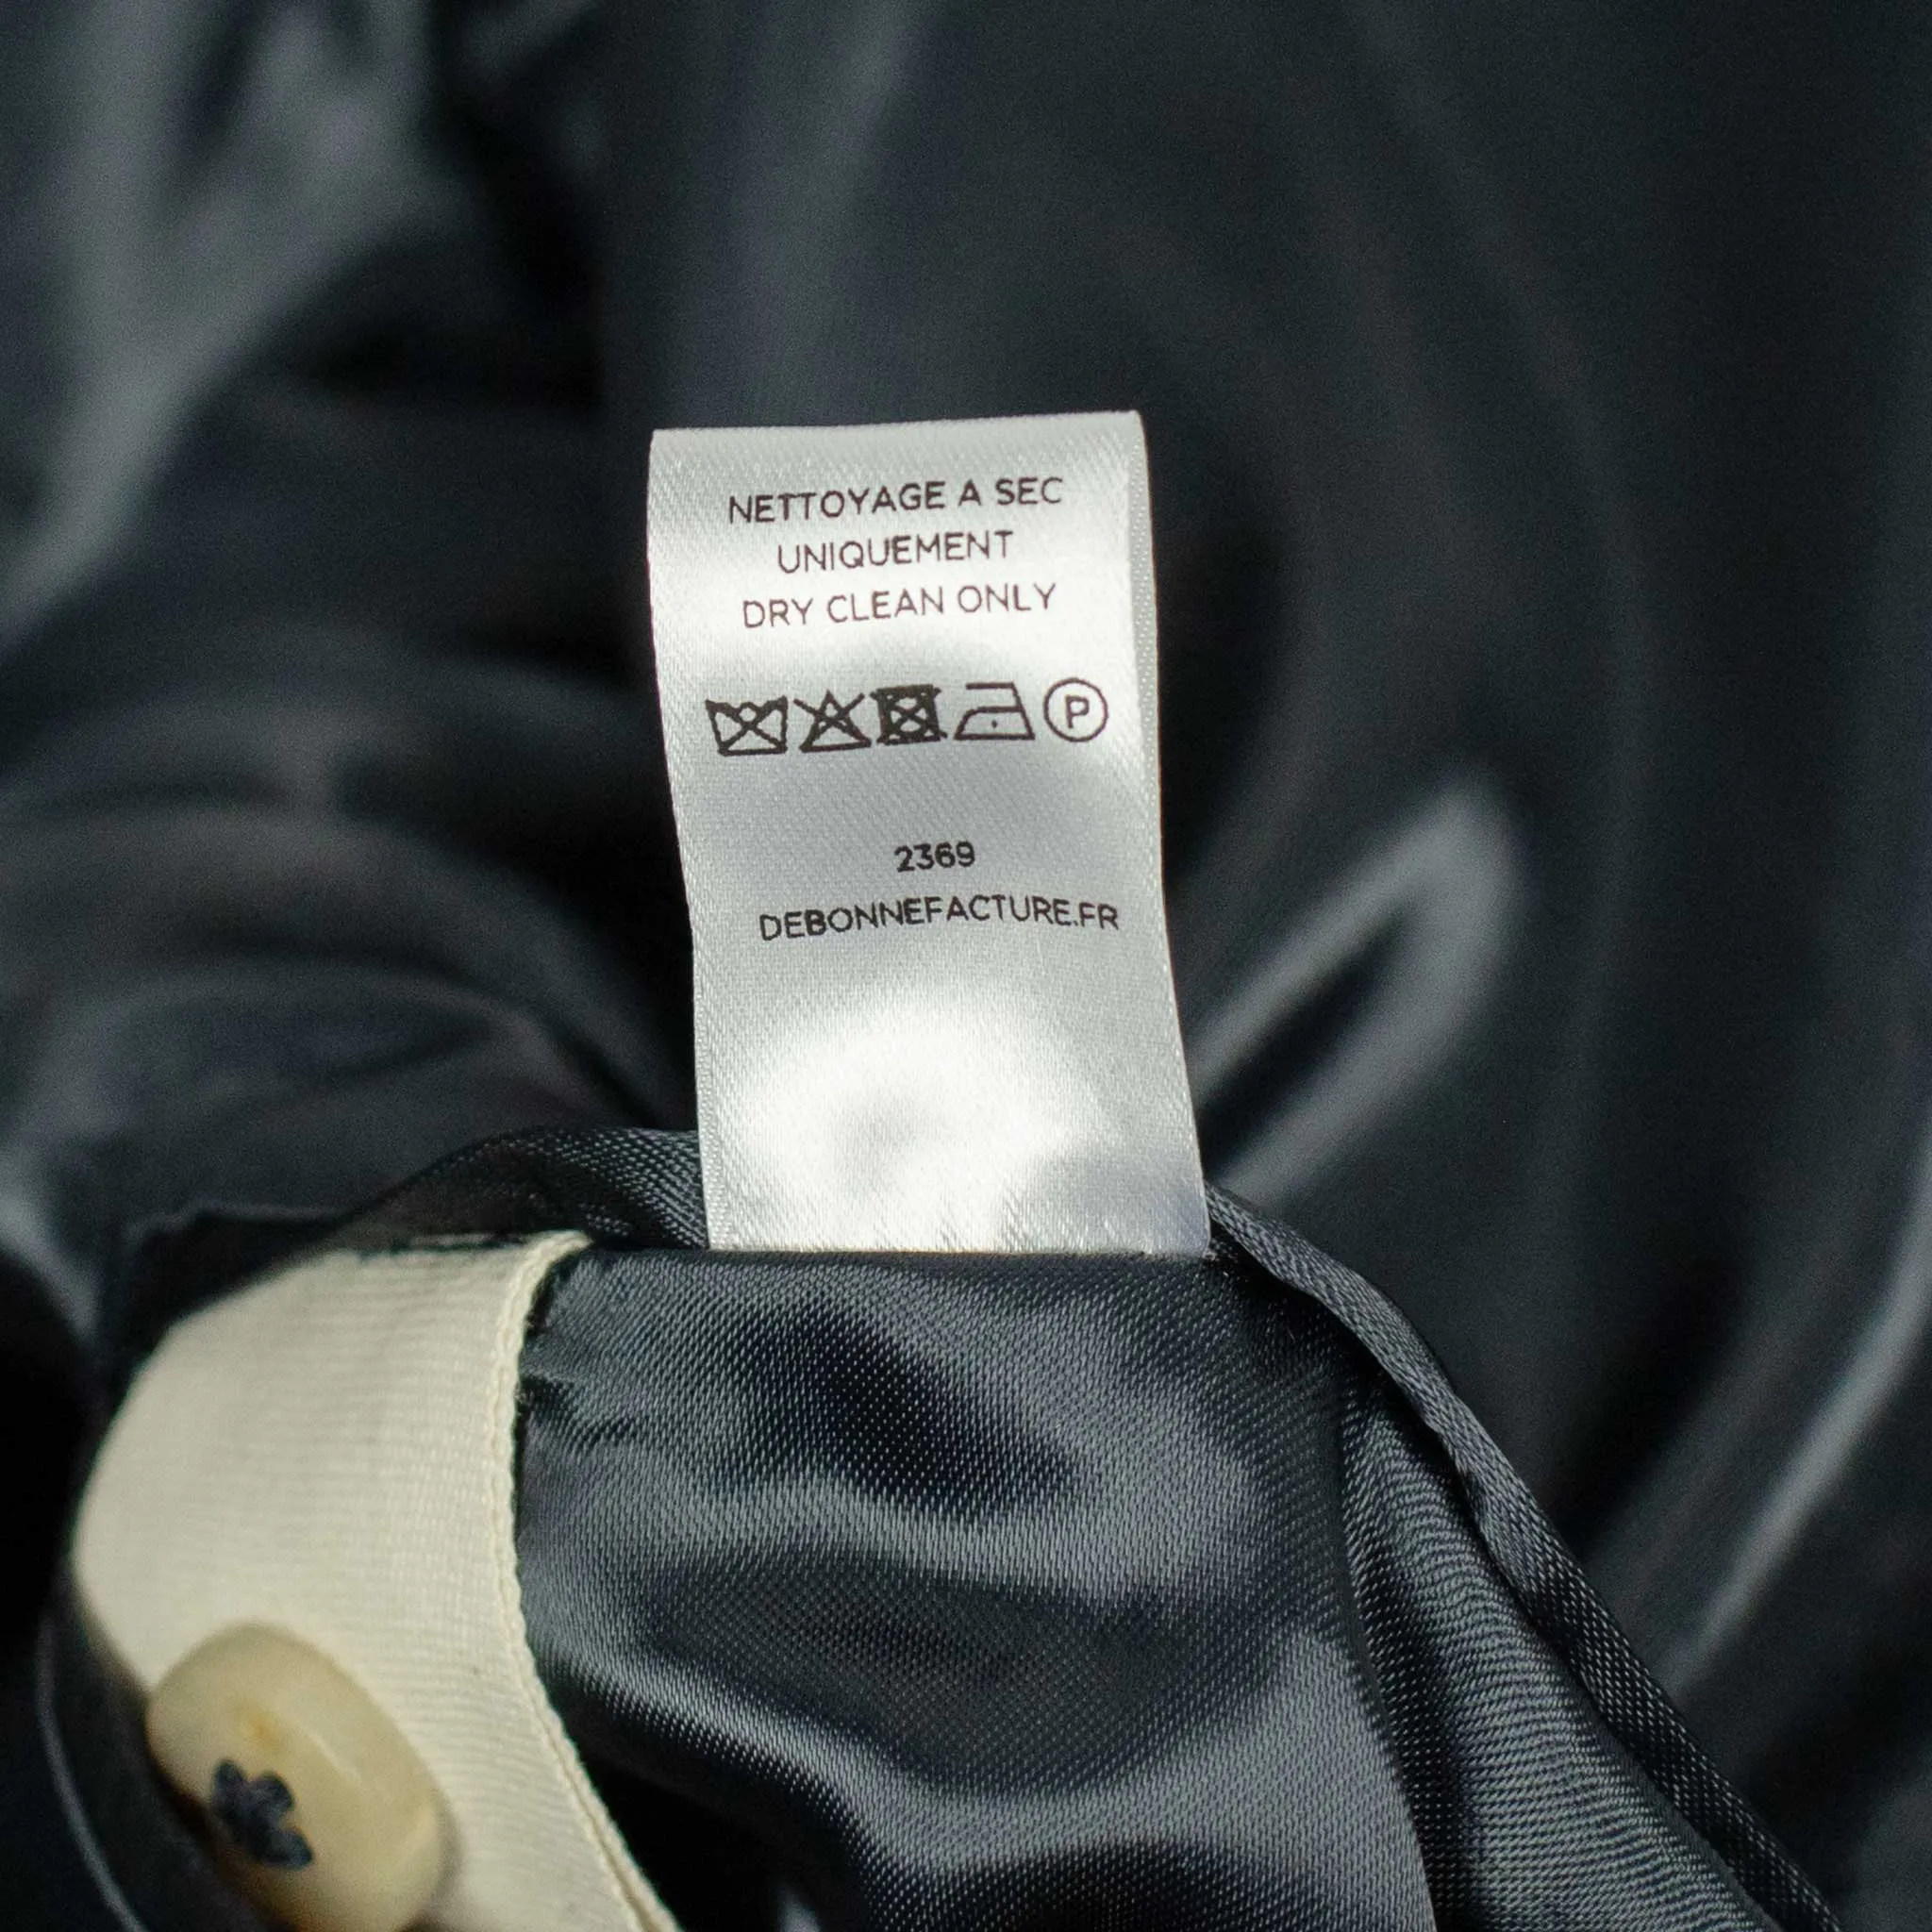 NETTOYAGE A SEC
UNIQUEMENT
DRY CLEAN ONLY
P
2369
DEBONNEFACTURE.FR